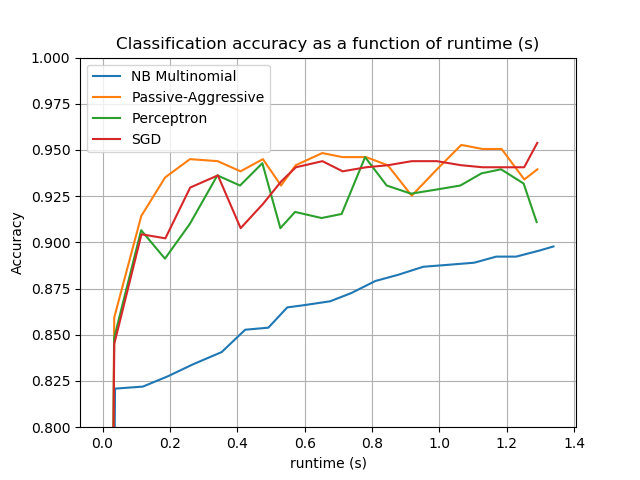 Classification accuracy as a function of runtime (s)
NB Multinomial
Passive-Aggressive
Perceptron
SGD
1.000
0.975
0.950
0.925
0.900
0.875
0.850
0.825
0.800
Accuracy
0.0 0.2 0.4 0.6 0.8 1.0 1.2 1.4
runtime (s)